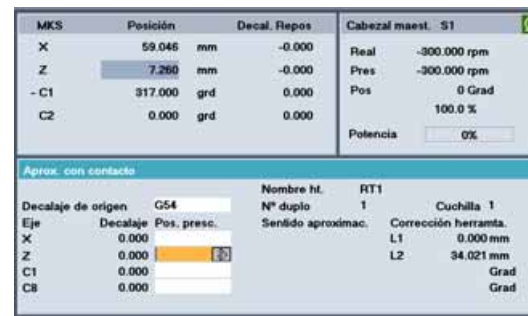 MKS Posición Decal. Repos
X 59.046 mm -0.000
Z 7.260 mm -0.000
- C1 317.000 grd 0.000
C2 0.000 grd 0.000
Cabezal maest. S1
Real -300.000 rpm
Pres -300.000 rpm
Pos 0 Grad
100.0 %
Potencia 0%
Aprox. con contacto
Nombre ht. RT1
Decalaje de origen G54 Nº duplo 1 Cuchilla 1
Eje Decalaje Pos. presc. Sentido aproximac. Corrección herramta.
X 0.000 L1 0.000 mm
Z 0.000 L2 34.021 mm
C1 0.000 Grad
C8 0.000 Grad